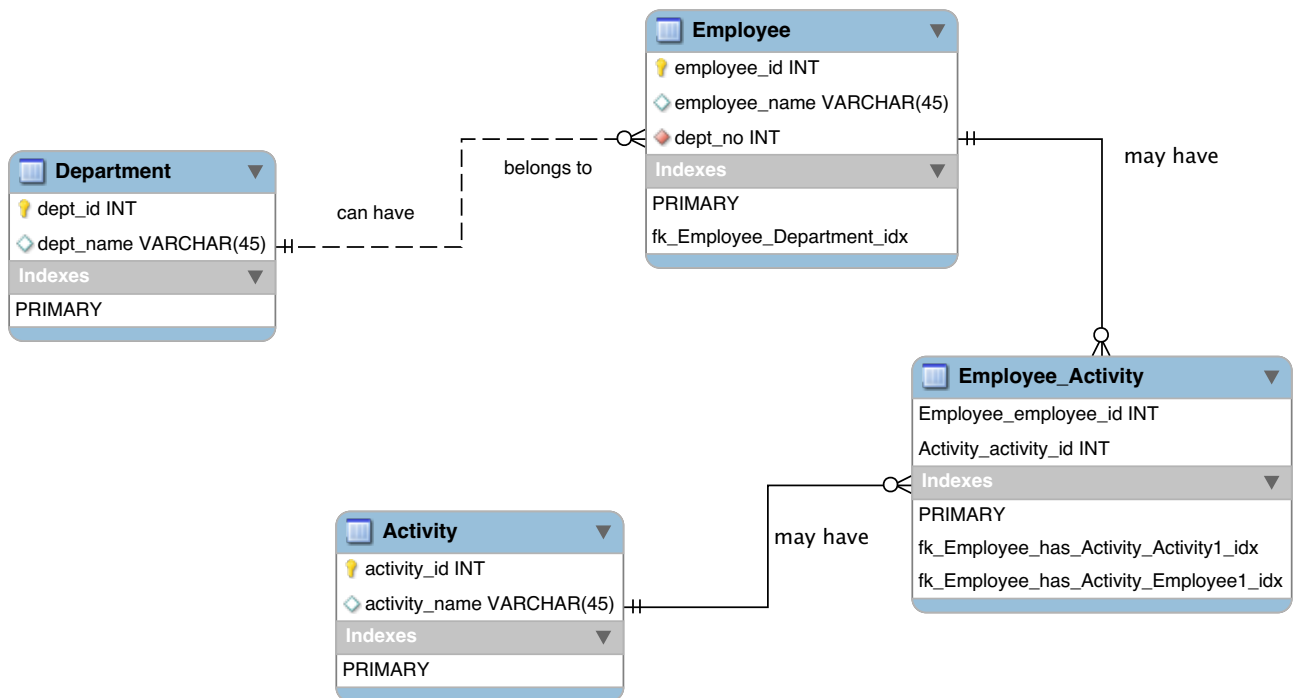 Employee
employee_id INT
employee_name VARCHAR(45)
dept_no INT
Indexes
PRIMARY
fk_Employee_Department_idx
Department
dept_id INT
dept_name VARCHAR(45)
Indexes
PRIMARY
can have
belongs to
may have
Employee_Activity
Employee_employee_id INT
Activity_activity_id INT
Indexes
PRIMARY
fk_Employee_has_Activity_Activity1_idx
fk_Employee_has_Activity_Employee1_idx
may have
Activity
activity_id INT
activity_name VARCHAR(45)
Indexes
PRIMARY